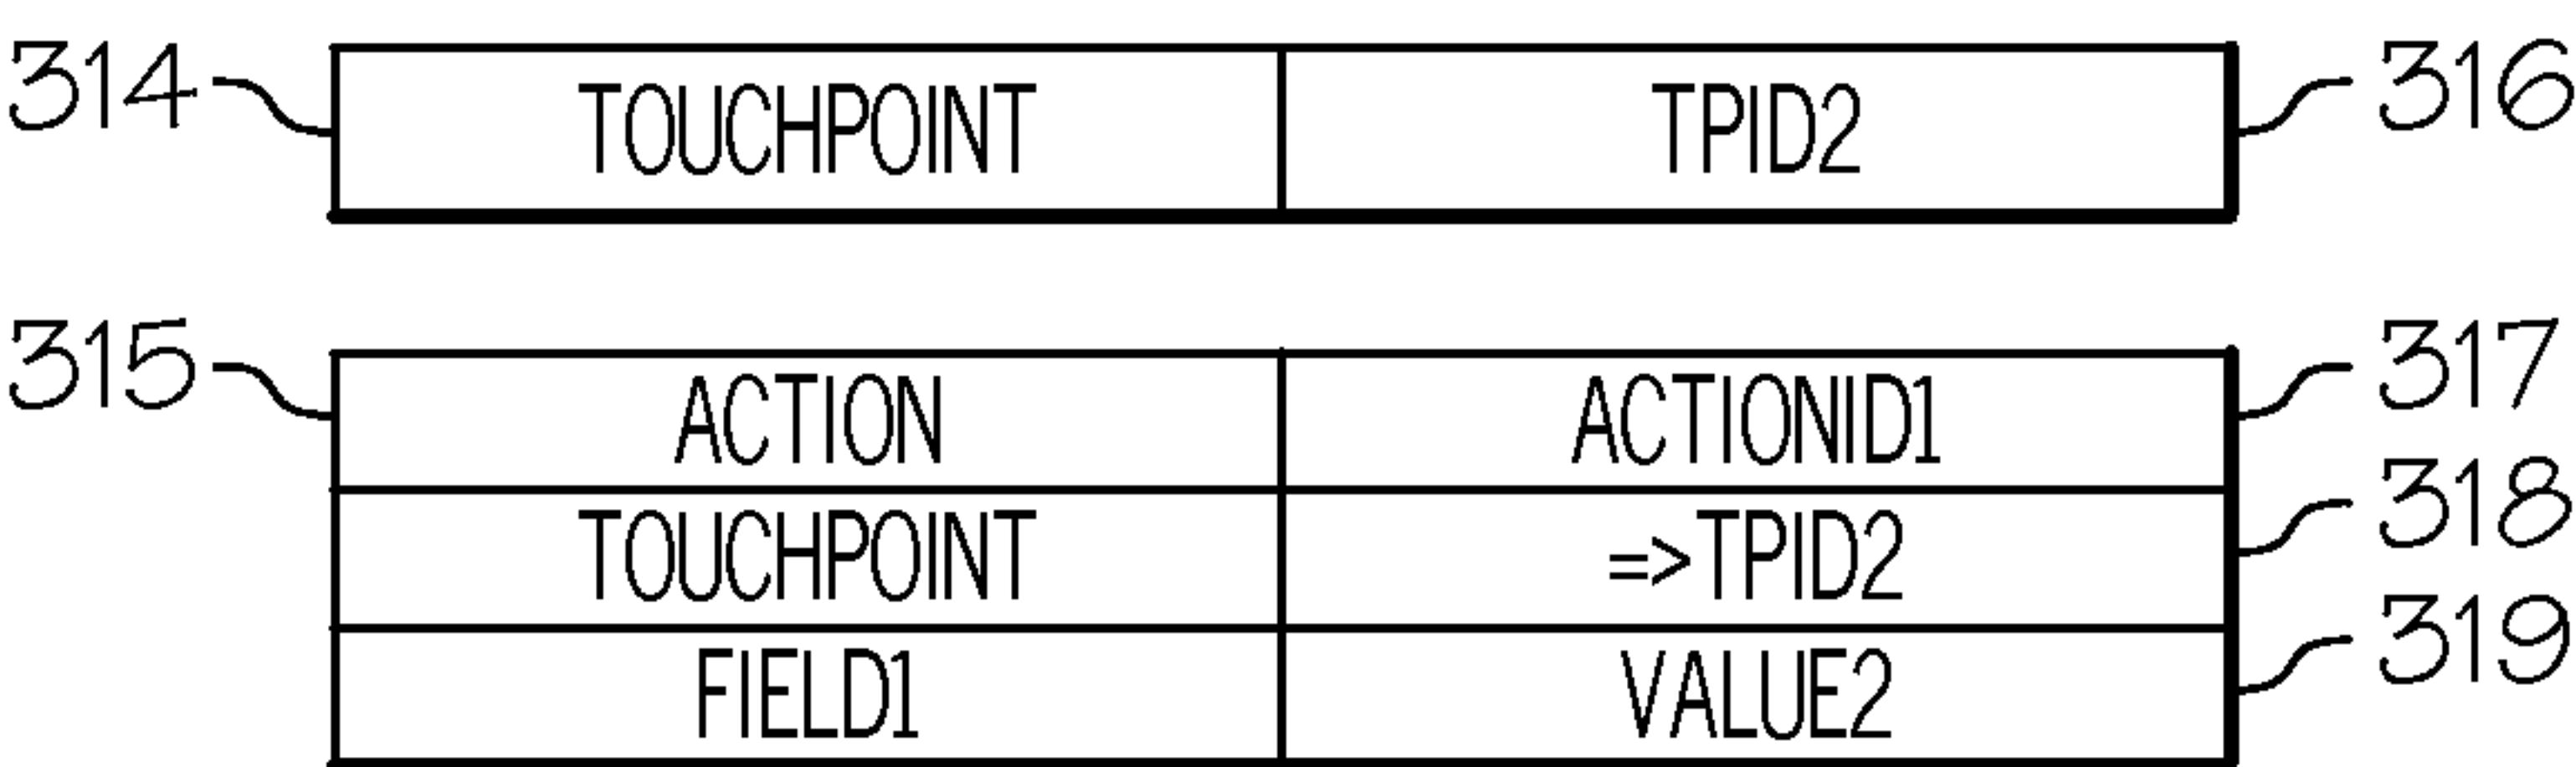 314 TOUCHPOINT TPID2 316
315 ACTION ACTIONID1 317
TOUCHPOINT =>TPID2 318
FIELD1 VALUE2 319